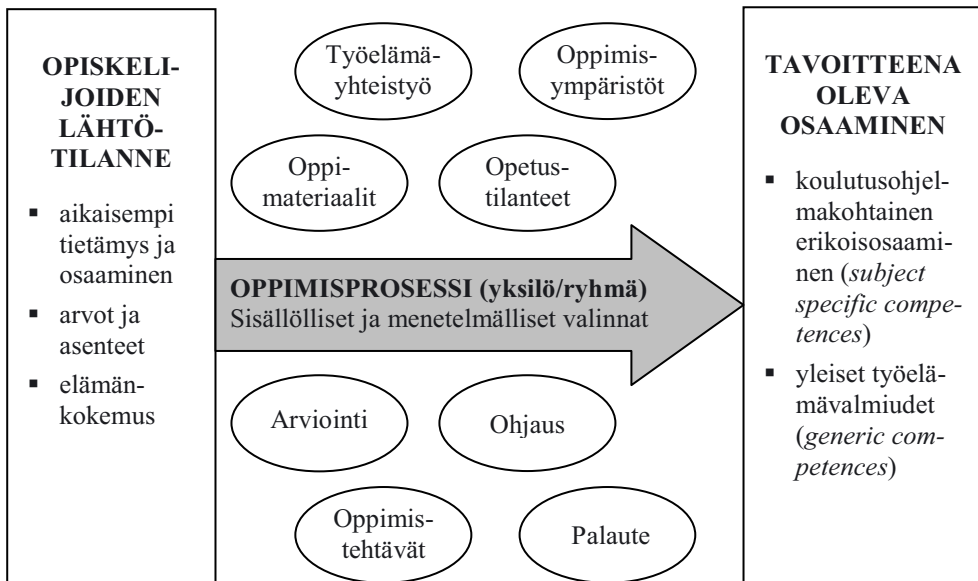 OPISKELI-
JOIDEN
LÄHTÖ-
TILANNE
▪ aikaisempi
tietämys ja
osaaminen
▪ arvot ja
asenteet
▪ elämän-
kokemus
Työelämä-
yhteistyö
Oppimis-
ympäristöt
Oppi-
materiaalit
Opetus-
tilanteet
OPPIMISPROSESSI (yksilö/ryhmä)
Sisällölliset ja menetelmälliset valinnat
Arviointi
Ohjaus
Oppimis-
tehtävät
Palaute
TAVOITTEENA
OLEVA
OSAAMINEN
▪ koulutusohjel-
makohtainen
erikoisosaami-
nen (subject
specific compe-
tences)
▪ yleiset työelä-
mävalmiudet
(generic com-
petences)